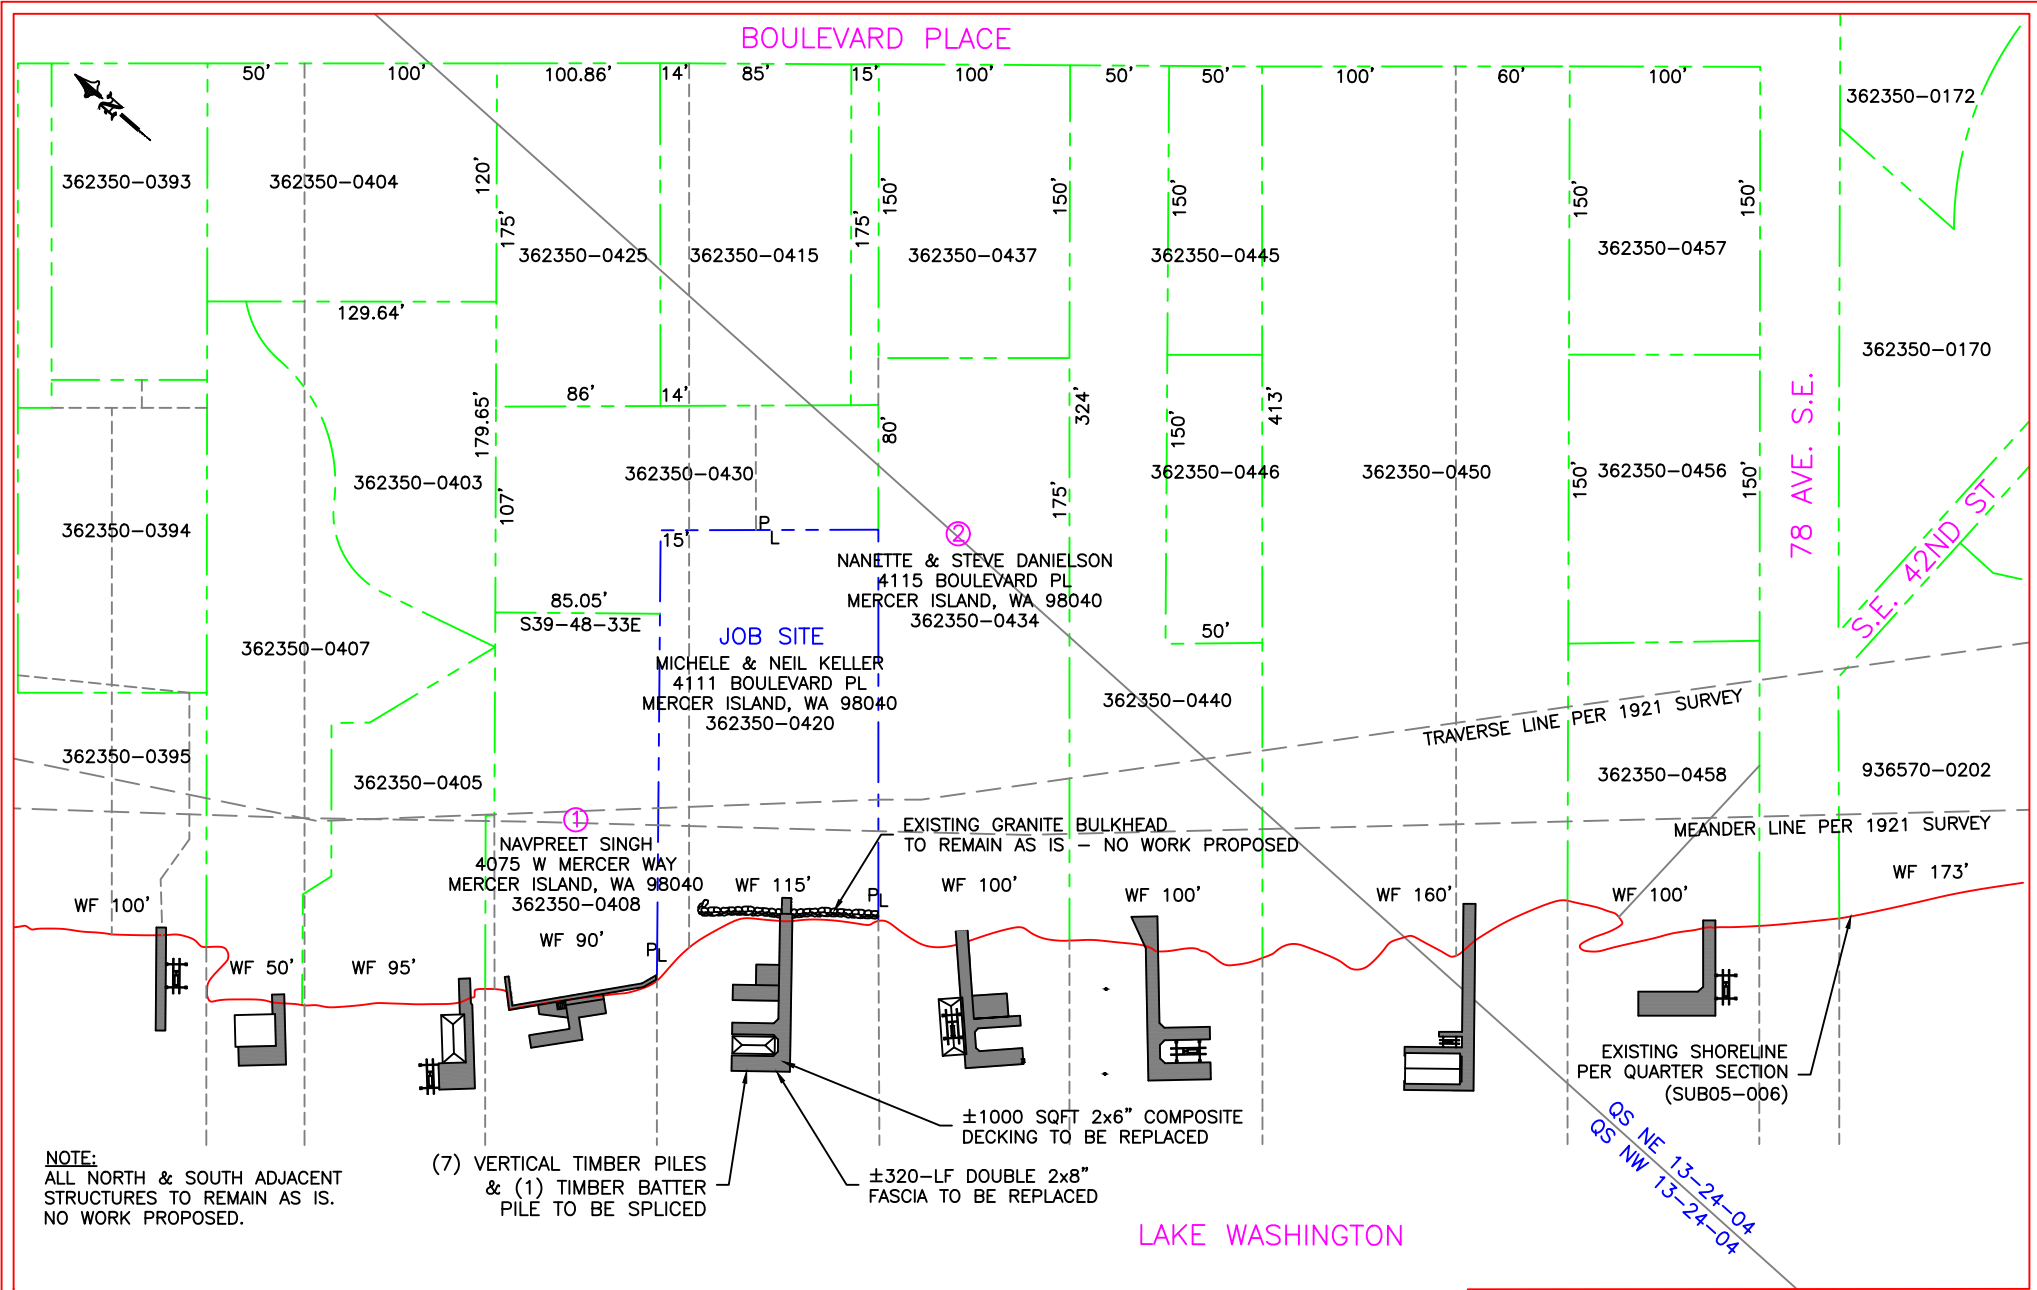 BOULEVARD PLACE
50'
100'
100.86'
14'
85'
15'
100'
50'
50'
100'
60'
100'
N
362350-0172
362350-0393
362350-0404
120'
175'
175'
150'
150'
150'
150'
150'
362350-0425
362350-0415
362350-0437
362350-0445
362350-0457
129.64'
362350-0170
86'
14'
179.65'
80'
324'
150'
413'
78 AVE. S.E.
362350-0403
362350-0430
362350-0446
362350-0450
362350-0456
150'
150'
107'
175'
362350-0394
S.E. 42ND ST
PL
15'
2
NANETTE & STEVE DANIELSON
4115 BOULEVARD PL
MERCER ISLAND, WA 98040
362350-0434
85.05'
S39-48-33E
50'
JOB SITE
MICHELE & NEIL KELLER
4111 BOULEVARD PL
MERCER ISLAND, WA 98040
362350-0420
362350-0407
362350-0440
TRAVERSE LINE PER 1921 SURVEY
362350-0395
362350-0405
362350-0458
936570-0202
1
NAVPREET SINGH
4075 W MERCER WAY
MERCER ISLAND, WA 98040
362350-0408
EXISTING GRANITE BULKHEAD
TO REMAIN AS IS - NO WORK PROPOSED
MEANDER LINE PER 1921 SURVEY
WF 100'
WF 50'
WF 95'
WF 90'
PL
WF 115'
PL
WF 100'
WF 100'
WF 160'
WF 100'
WF 173'
EXISTING SHORELINE
PER QUARTER SECTION
(SUB05-006)
±1000 SQFT 2x6" COMPOSITE
DECKING TO BE REPLACED
±320-LF DOUBLE 2x8"
FASCIA TO BE REPLACED
(7) VERTICAL TIMBER PILES
& (1) TIMBER BATTER
PILE TO BE SPLICED
QS NE 13-24-04
QS NW 13-24-04
NOTE:
ALL NORTH & SOUTH ADJACENT
STRUCTURES TO REMAIN AS IS.
NO WORK PROPOSED.
LAKE WASHINGTON